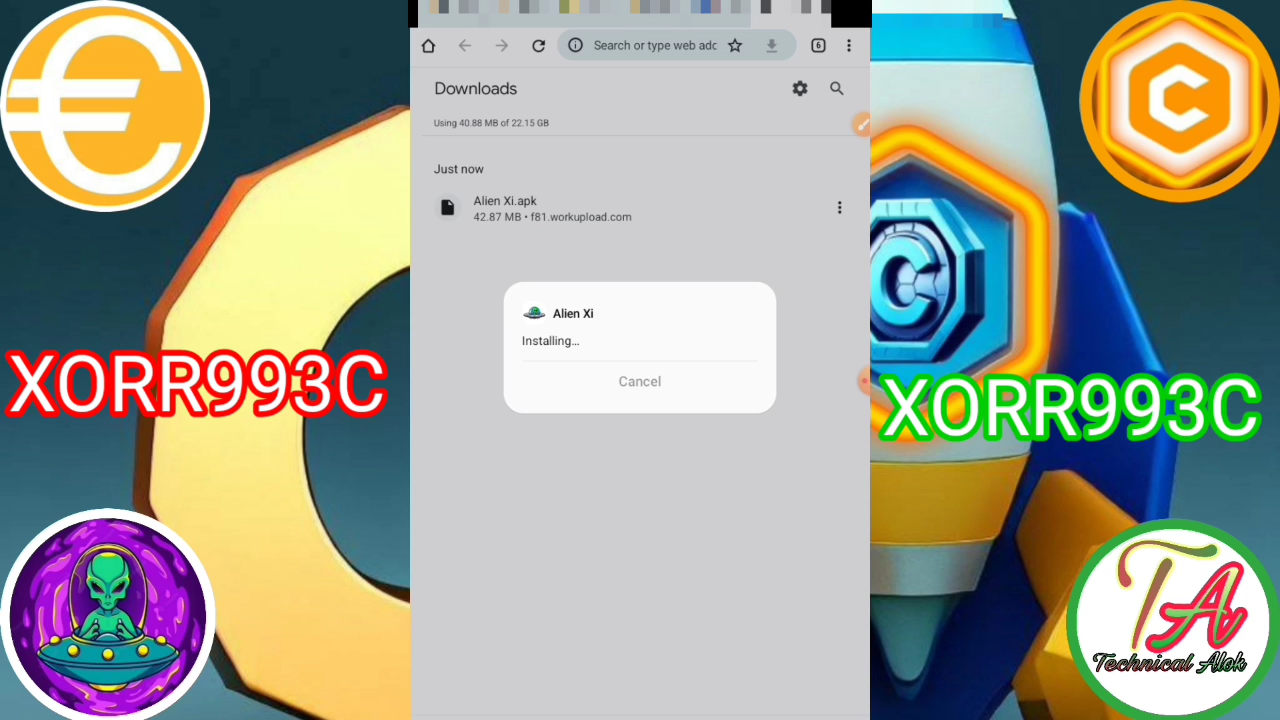 6
Search or type web adc
Downloads
Using 40.88 MB of 22.15 GB
Just now
Alien Xi.apk
42.87 MB • f81.workupload.com
Alien Xi
Installing...
Cancel
XORR993C
XORR993C
TA
Technical Alok